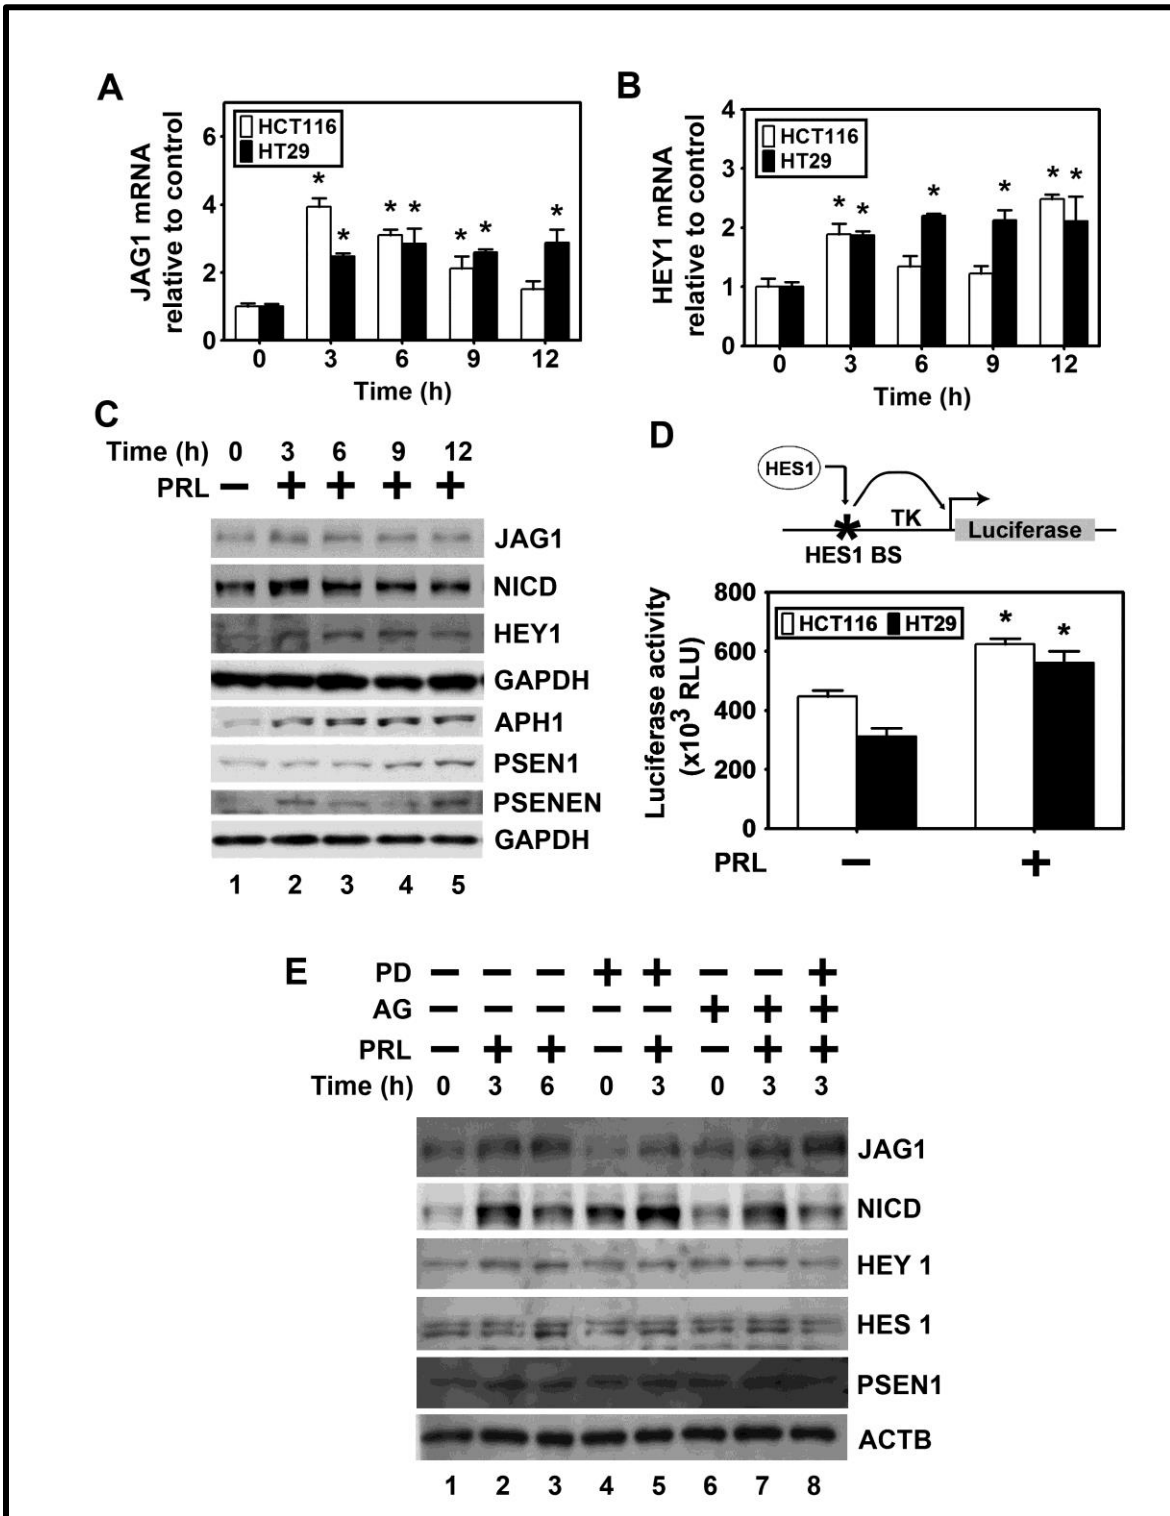 A
JAG1 mRNA
relative to control
HCT116
HT29
6
4
2
0
* * * * * * *
0 3 6 9 12
Time (h)
B
HEY1 mRNA
relative to control
HCT116
HT29
4
3
2
1
0
* * * * * *
0 3 6 9 12
Time (h)
C
Time (h) 0 3 6 9 12
PRL − + + + +
JAG1
NICD
HEY1
GAPDH
APH1
PSEN1
PSENEN
GAPDH
1 2 3 4 5
D
HES1
TK
*
Luciferase
HES1 BS
Luciferase activity
(x10³ RLU)
HCT116 HT29
800
600
400
200
0
* *
PRL − +
E
PD − − − + + − − +
AG − − − − − + + +
PRL − + + − + − + +
Time (h) 0 3 6 0 3 0 3 3
JAG1
NICD
HEY 1
HES 1
PSEN1
ACTB
1 2 3 4 5 6 7 8